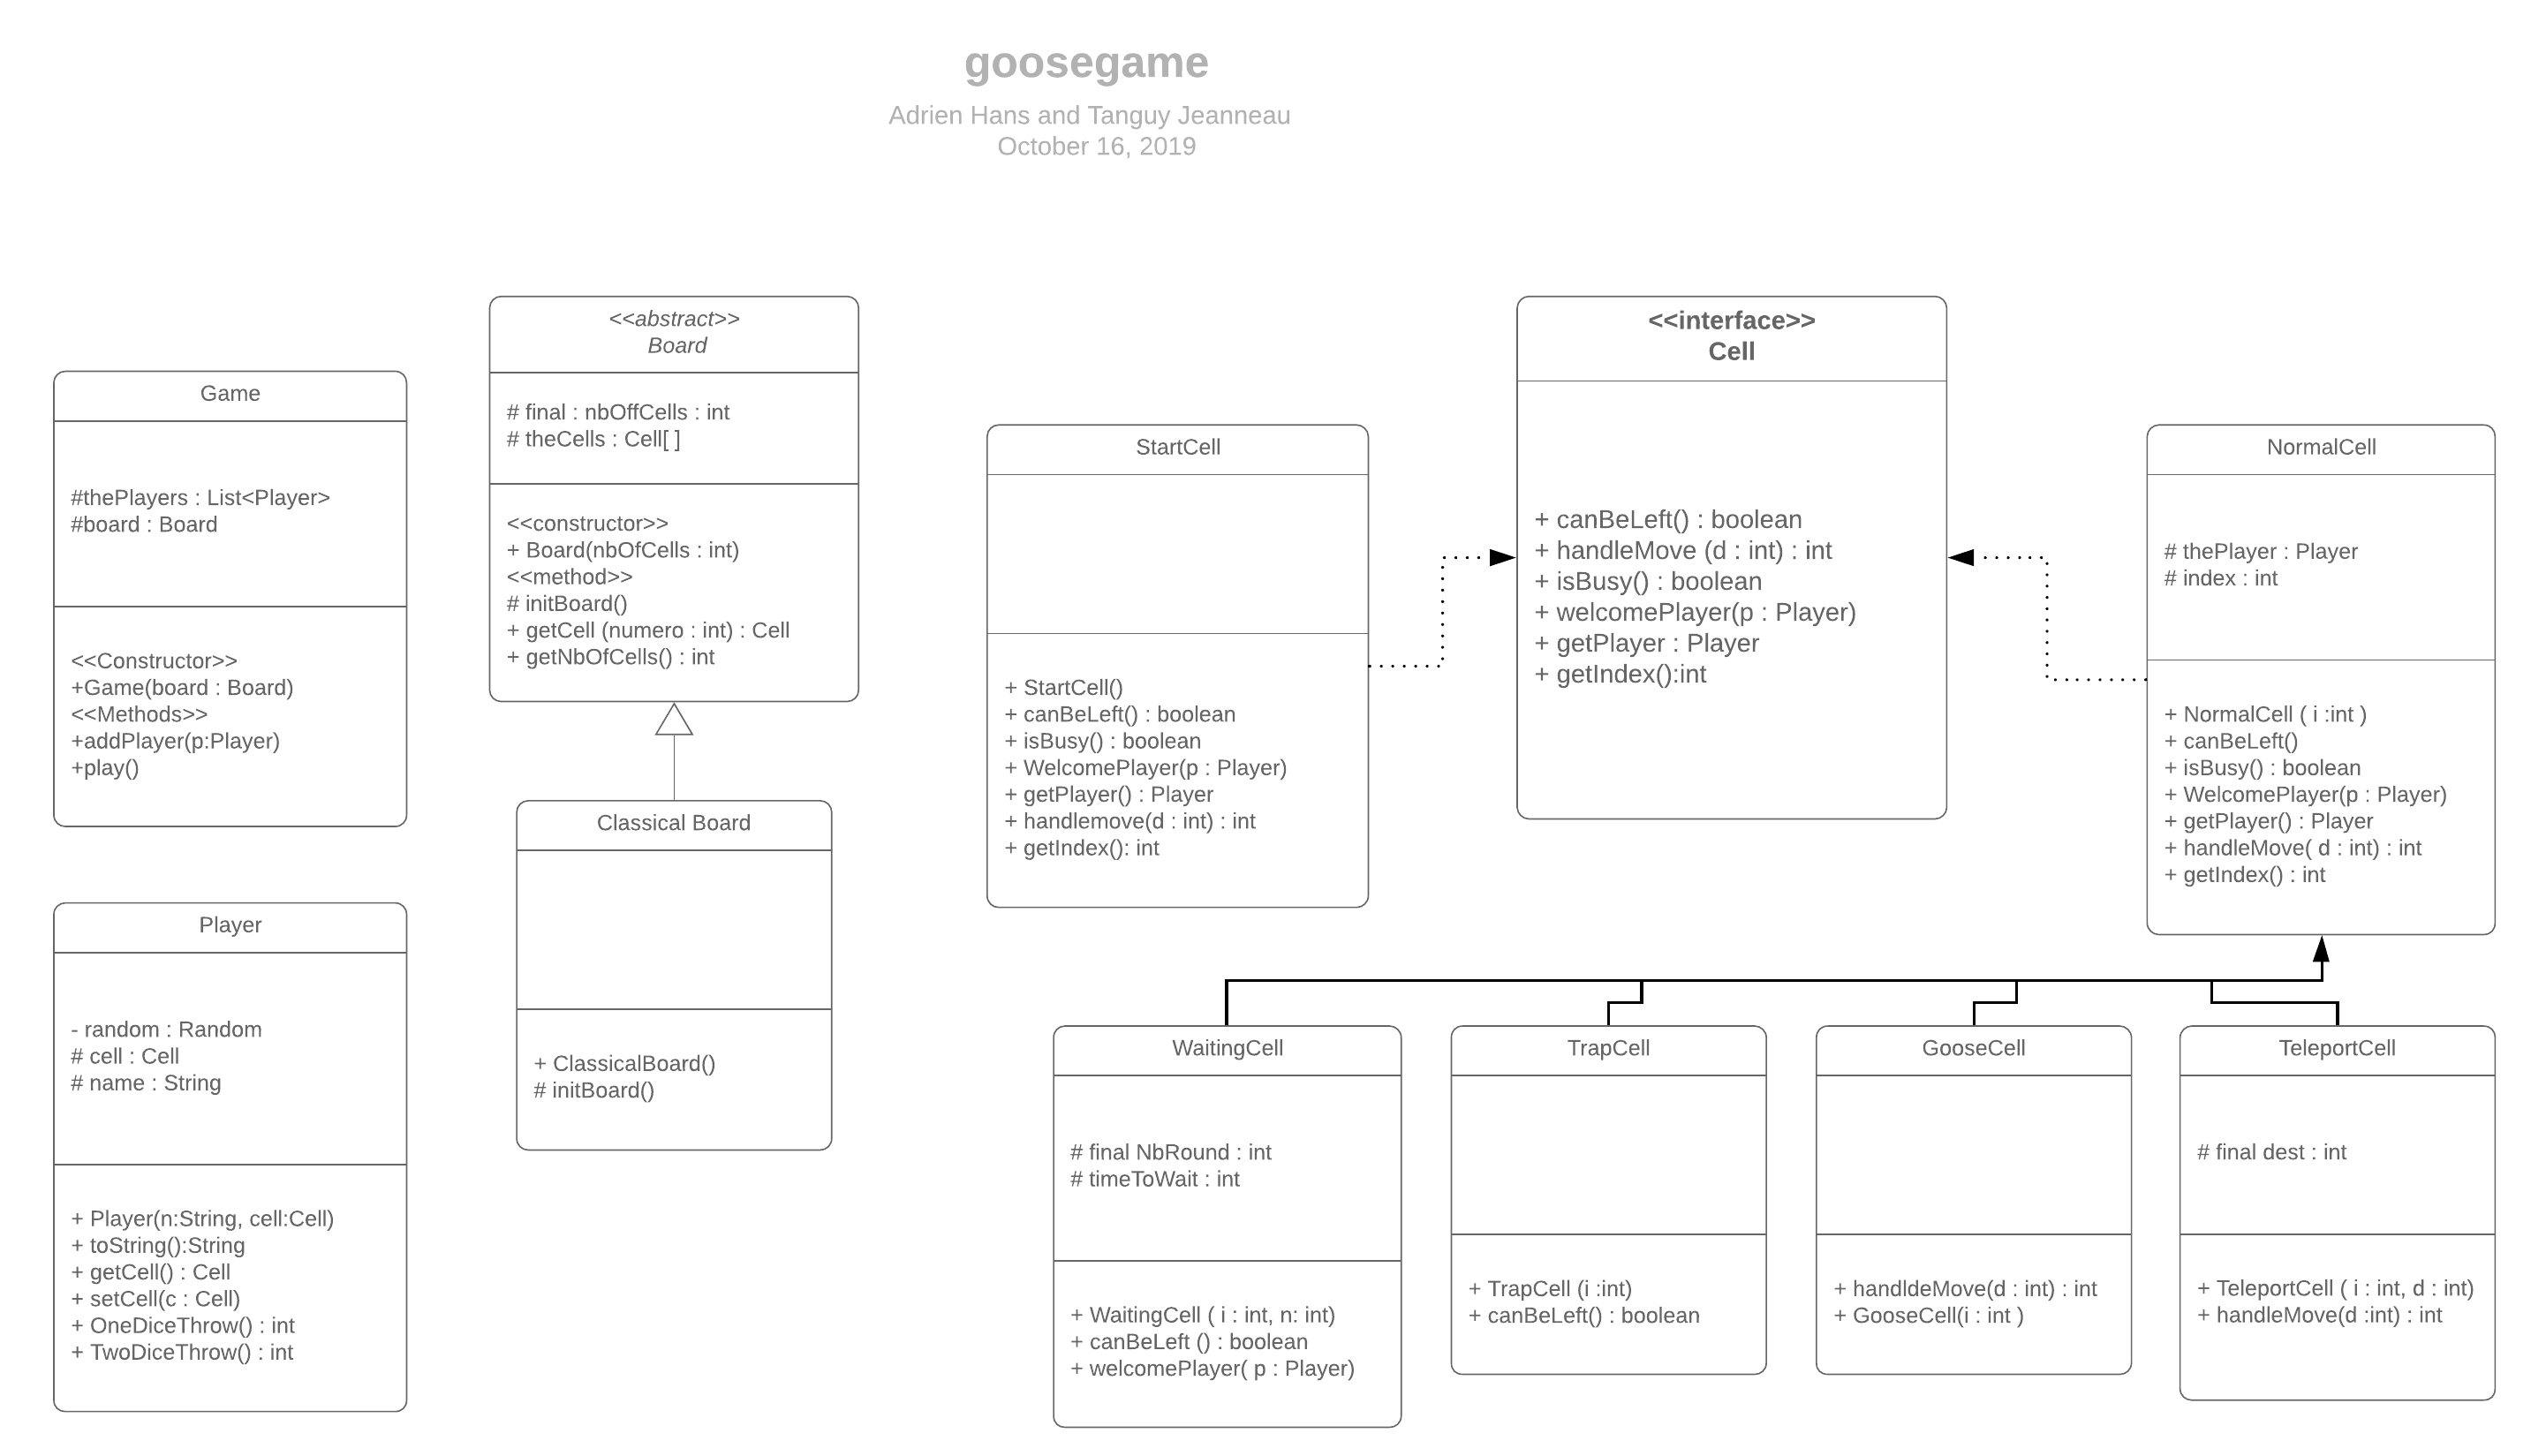 goosegame
Adrien Hans and Tanguy Jeanneau
October 16, 2019
Game
#thePlayers : List<Player>
#board : Board
<<Constructor>>
+Game(board : Board)
<<Methods>>
+addPlayer(p:Player)
+play()
Player
- random : Random
# cell : Cell
# name : String
+ Player(n:String, cell:Cell)
+ toString():String
+ getCell() : Cell
+ setCell(c : Cell)
+ OneDiceThrow() : int
+ TwoDiceThrow() : int
<<abstract>>
Board
# final : nbOffCells : int
# theCells : Cell[ ]
<<constructor>>
+ Board(nbOfCells : int)
<<method>>
# initBoard()
+ getCell (numero : int) : Cell
+ getNbOfCells() : int
Classical Board
+ ClassicalBoard()
# initBoard()
StartCell
+ StartCell()
+ canBeLeft() : boolean
+ isBusy() : boolean
+ WelcomePlayer(p : Player)
+ getPlayer() : Player
+ handlemove(d : int) : int
+ getIndex(): int
<<interface>>
Cell
+ canBeLeft() : boolean
+ handleMove (d : int) : int
+ isBusy() : boolean
+ welcomePlayer(p : Player)
+ getPlayer : Player
+ getIndex():int
NormalCell
# thePlayer : Player
# index : int
+ NormalCell ( i :int )
+ canBeLeft()
+ isBusy() : boolean
+ WelcomePlayer(p : Player)
+ getPlayer() : Player
+ handleMove( d : int) : int
+ getIndex() : int
WaitingCell
# final NbRound : int
# timeToWait : int
+ WaitingCell ( i : int, n: int)
+ canBeLeft () : boolean
+ welcomePlayer( p : Player)
TrapCell
+ TrapCell (i :int)
+ canBeLeft() : boolean
GooseCell
+ handldeMove(d : int) : int
+ GooseCell(i : int )
TeleportCell
# final dest : int
+ TeleportCell ( i : int, d : int)
+ handleMove(d :int) : int